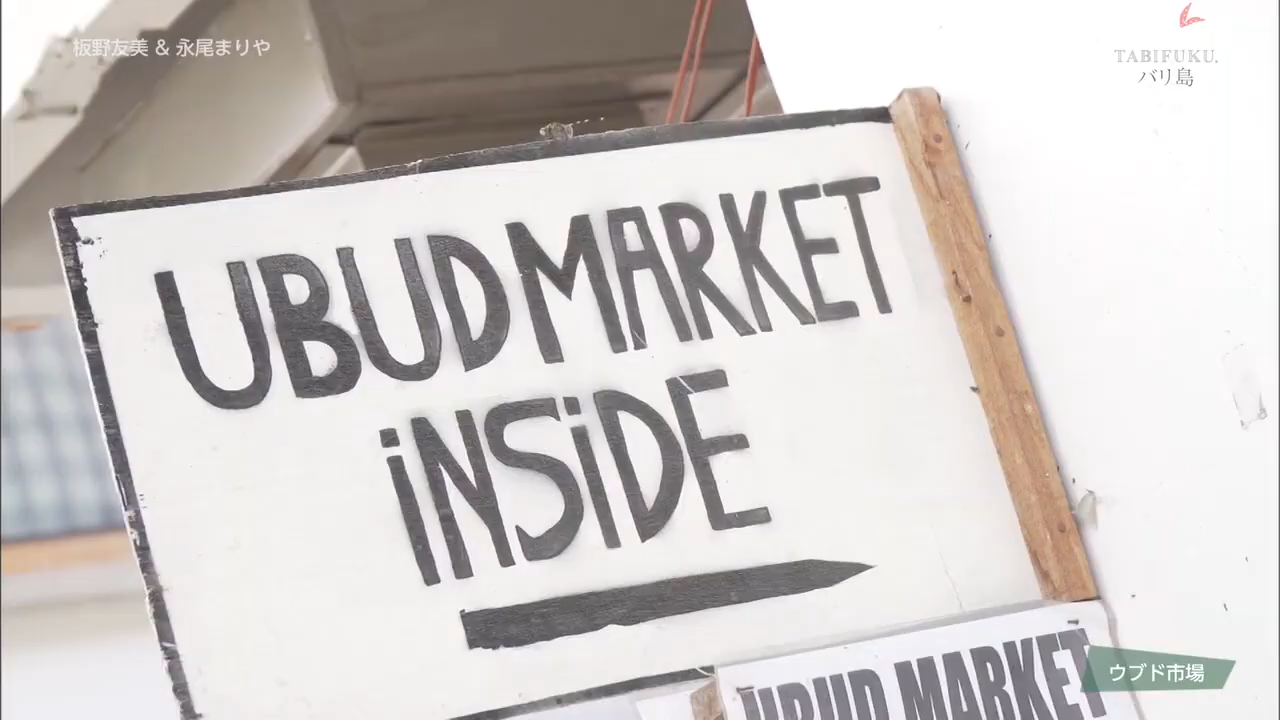 板野友美 & 永尾まりや
TABIFUKU.
バリ島
UBUD MARKET
iNSiDE
UBUD MARKET
ウブド市場